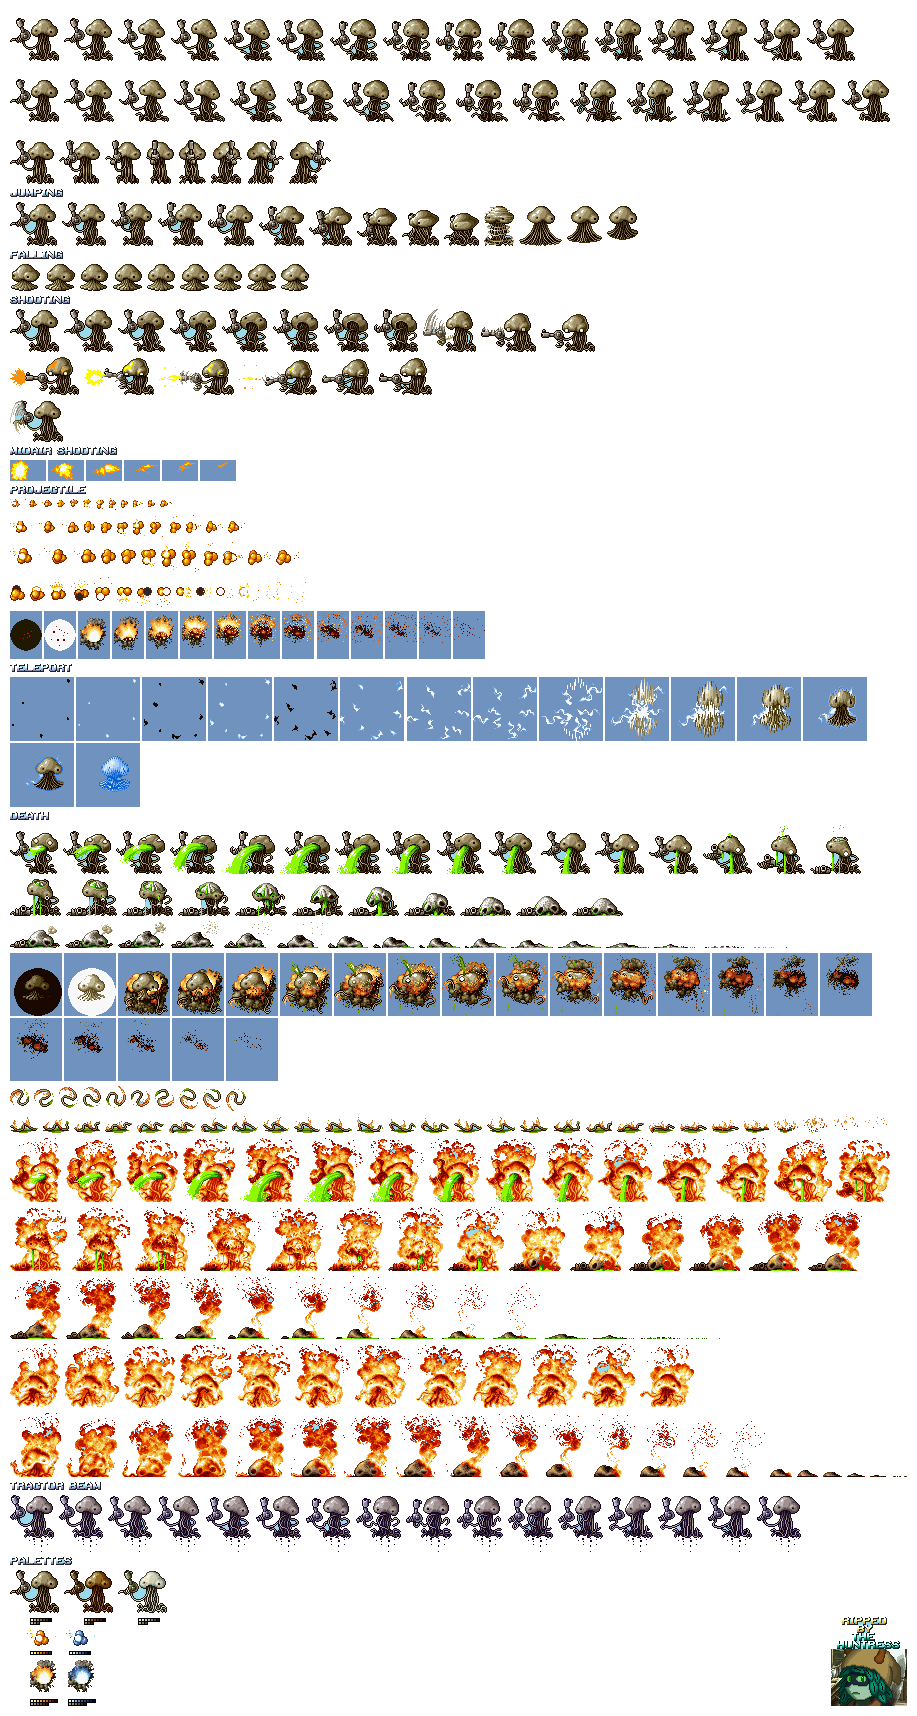 JUMPING
FALLING
SHOOTING
MIDAIR SHOOTING
PROJECTILE
TELEPORT
DEATH
TRACTOR BEAM
PALETTES
RIPPED
BY
THE
HUNTRESS